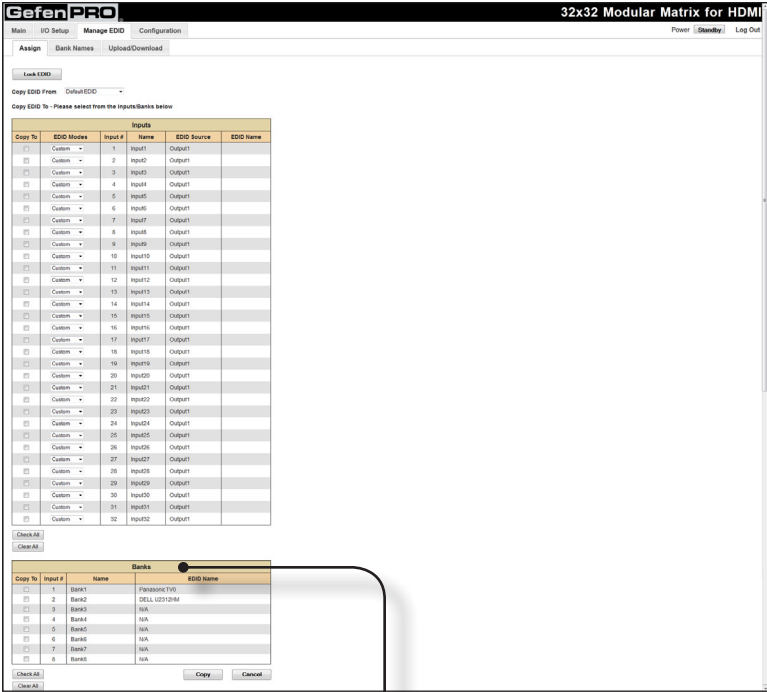 GefenPRO 32x32 Modular Matrix for HDMI
Main I/O Setup Manage EDID Configuration Power Standby Log Out
Assign Bank Names Upload/Download
Lock EDID
Copy EDID From Default EDID
Copy EDID To - Please select from the Inputs/Banks below
Inputs
Copy To EDID Modes Input # Name EDID Source EDID Name
Custom 1 Input1 Output1
Custom 2 Input2 Output1
Custom 3 Input3 Output1
Custom 4 Input4 Output1
Custom 5 Input5 Output1
Custom 6 Input6 Output1
Custom 7 Input7 Output1
Custom 8 Input8 Output1
Custom 9 Input9 Output1
Custom 10 Input10 Output1
Custom 11 Input11 Output1
Custom 12 Input12 Output1
Custom 13 Input13 Output1
Custom 14 Input14 Output1
Custom 15 Input15 Output1
Custom 16 Input16 Output1
Custom 17 Input17 Output1
Custom 18 Input18 Output1
Custom 19 Input19 Output1
Custom 20 Input20 Output1
Custom 21 Input21 Output1
Custom 22 Input22 Output1
Custom 23 Input23 Output1
Custom 24 Input24 Output1
Custom 25 Input25 Output1
Custom 26 Input26 Output1
Custom 27 Input27 Output1
Custom 28 Input28 Output1
Custom 29 Input29 Output1
Custom 30 Input30 Output1
Custom 31 Input31 Output1
Custom 32 Input32 Output1
Check All
Clear All
Banks
Copy To Input # Name EDID Name
1 Bank1 PanasonicTV0
2 Bank2 DELL U2312HM
3 Bank3 N/A
4 Bank4 N/A
5 Bank5 N/A
6 Bank6 N/A
7 Bank7 N/A
8 Bank8 N/A
Check All Copy Cancel
Clear All